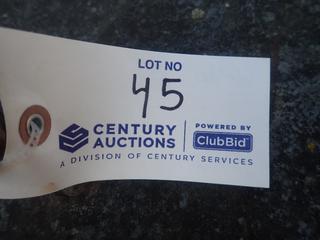 LOT NO
45
CENTURY AUCTIONS
POWERED BY
ClubBid
A DIVISION OF CENTURY SERVICES